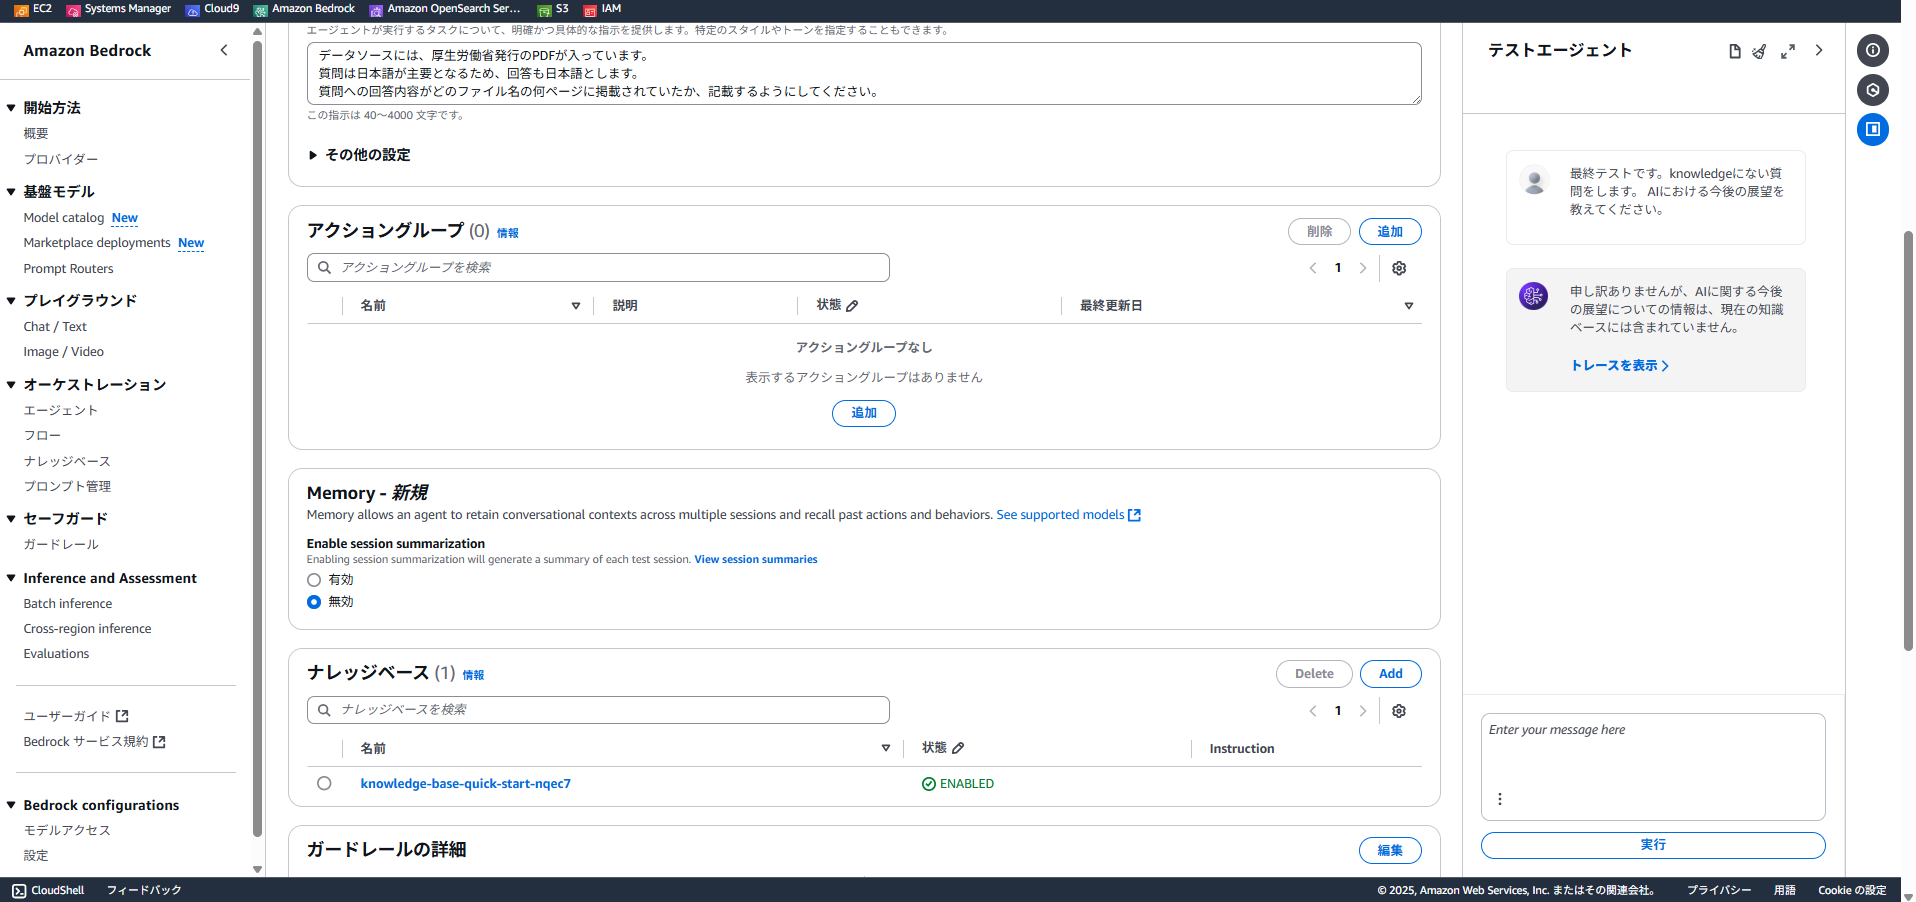 EC2 Systems Manager Cloud9 Amazon Bedrock Amazon OpenSearch Ser... S3 IAM
Amazon Bedrock
開始方法
概要
プロバイダー
基盤モデル
Model catalog New
Marketplace deployments New
Prompt Routers
プレイグラウンド
Chat / Text
Image / Video
オーケストレーション
エージェント
フロー
ナレッジベース
プロンプト管理
セーフガード
ガードレール
Inference and Assessment
Batch inference
Cross-region inference
Evaluations
ユーザーガイド
Bedrock サービス規約
Bedrock configurations
モデルアクセス
設定
エージェントが実行するタスクについて、明確かつ具体的な指示を提供します。特定のスタイルやトーンを指定することもできます。
データソースには、厚生労働省発行のPDFが入っています。
質問は日本語が主要となるため、回答も日本語とします。
質問への回答内容がどのファイル名の何ページに掲載されていたか、記載するようにしてください。
この指示は 40～4000 文字です。
その他の設定
アクショングループ (0) 情報
削除 追加
アクショングループを検索
1
名前 説明 状態 最終更新日
アクショングループなし
表示するアクショングループはありません
追加
Memory - 新規
Memory allows an agent to retain conversational contexts across multiple sessions and recall past actions and behaviors. See supported models
Enable session summarization
Enabling session summarization will generate a summary of each test session. View session summaries
有効
無効
ナレッジベース (1) 情報
Delete Add
ナレッジベースを検索
1
名前 状態 Instruction
knowledge-base-quick-start-nqec7 ENABLED
ガードレールの詳細
編集
テストエージェント
最終テストです。knowledgeにない質
問をします。 AIにおける今後の展望を
教えてください。
申し訳ありませんが、AIに関する今後
の展望についての情報は、現在の知識
ベースには含まれていません。
トレースを表示
Enter your message here
実行
CloudShell フィードバック
© 2025, Amazon Web Services, Inc. またはその関連会社。 プライバシー 用語 Cookie の設定